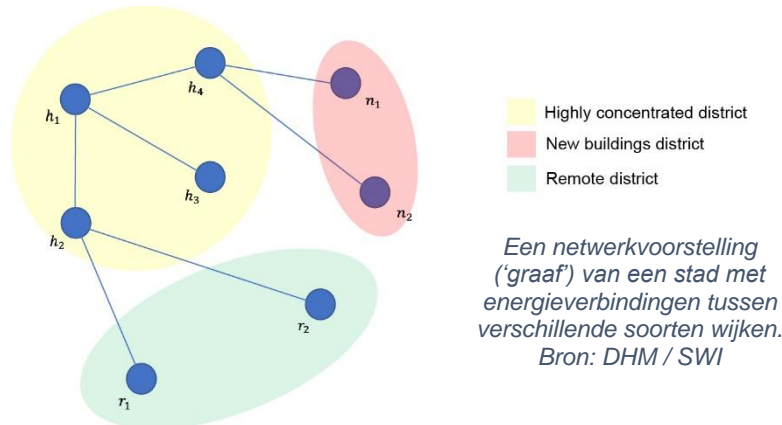 h₄
n₁
h₁
h₃
n₂
h₂
r₂
r₁
Highly concentrated district
New buildings district
Remote district
Een netwerkvoorstelling
(‘graaf’) van een stad met
energieverbindingen tussen
verschillende soorten wijken.
Bron: DHM / SWI